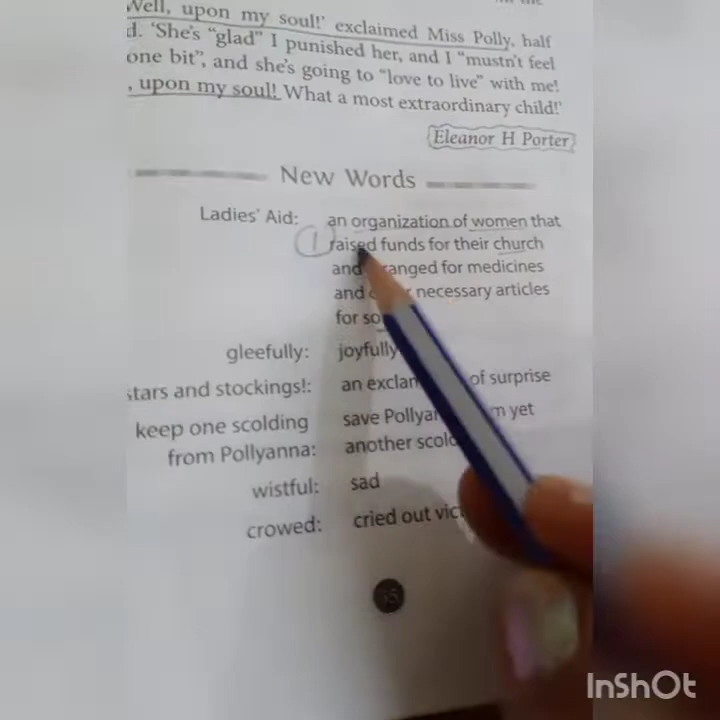 Well, upon my soul!' exclaimed Miss Polly, half
d. 'She's "glad" I punished her, and I "mustn't feel
one bit", and she's going to "love to live" with me!
, upon my soul! What a most extraordinary child!'
Eleanor H Porter
New Words
Ladies' Aid: an organization of women that
1 raised funds for their church
and ranged for medicines
and necessary articles
for so
gleefully: joyfully
stars and stockings!: an exclan of surprise
keep one scolding save Pollya m yet
from Pollyanna: another scold
wistful: sad
crowed: cried out vic
InShOt